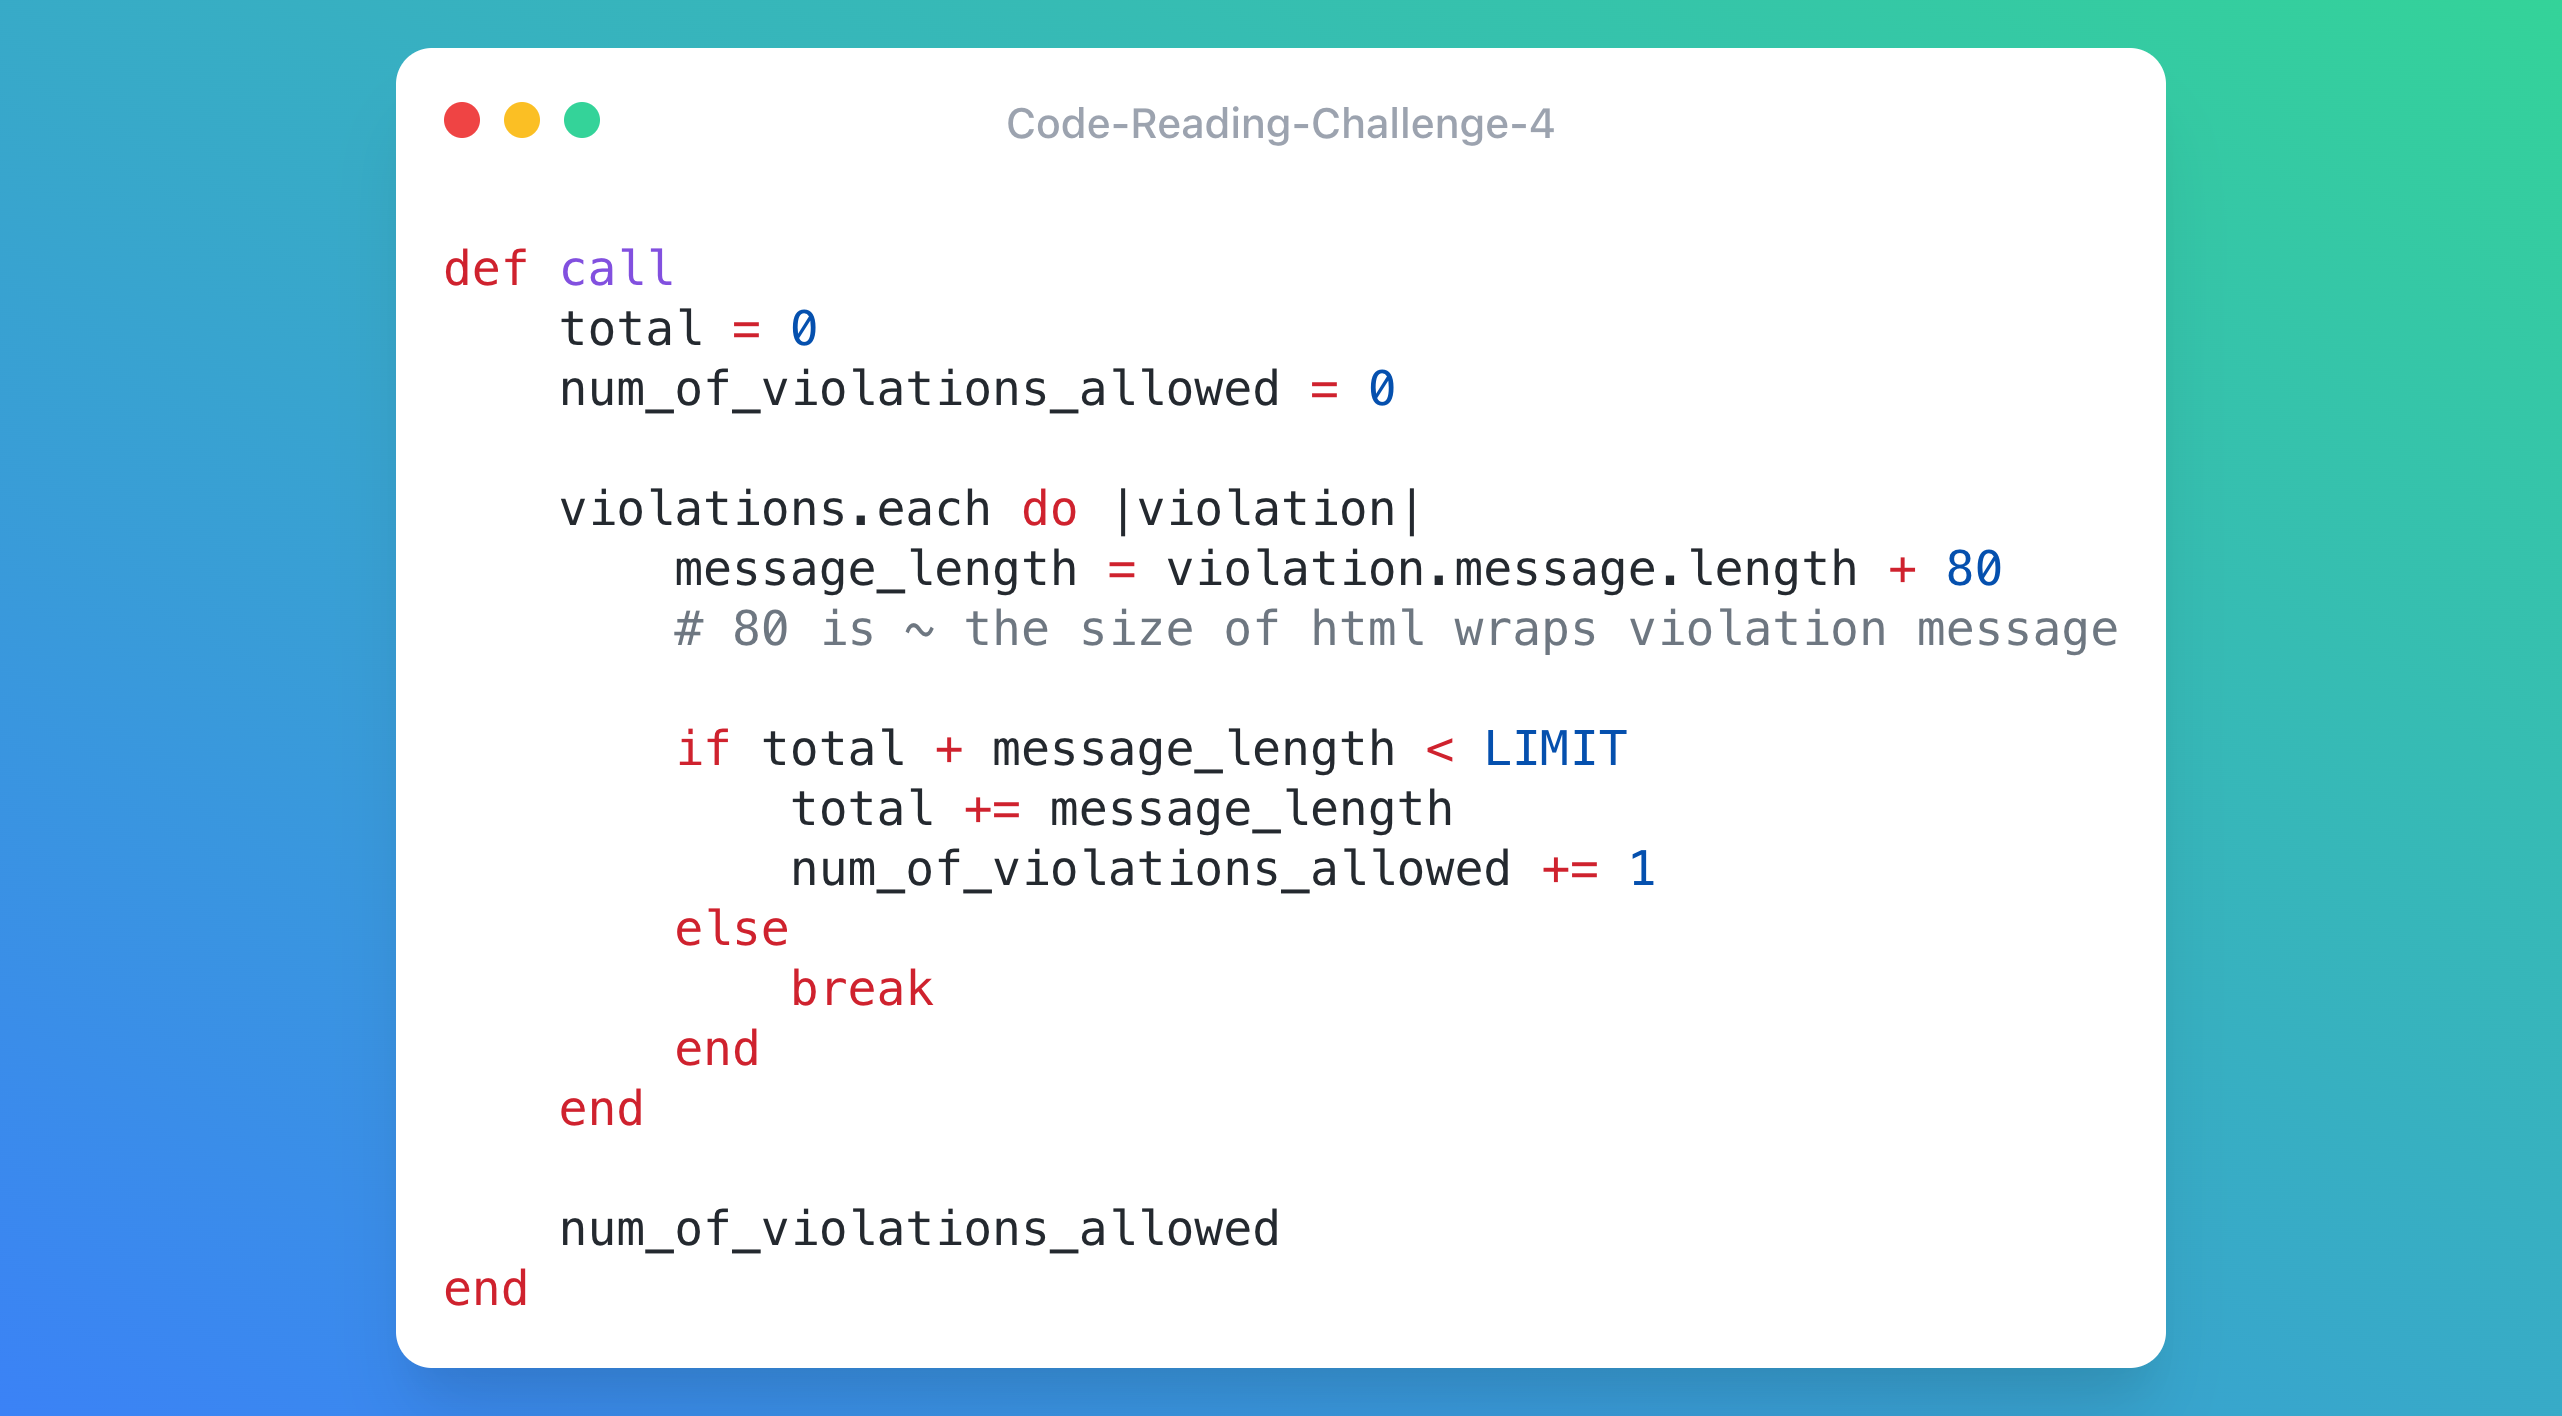 Code-Reading-Challenge-4
def call
    total = 0
    num_of_violations_allowed = 0

    violations.each do |violation|
        message_length = violation.message.length + 80
        # 80 is ~ the size of html wraps violation message

        if total + message_length < LIMIT
            total += message_length
            num_of_violations_allowed += 1
        else
            break
        end
    end

    num_of_violations_allowed
end